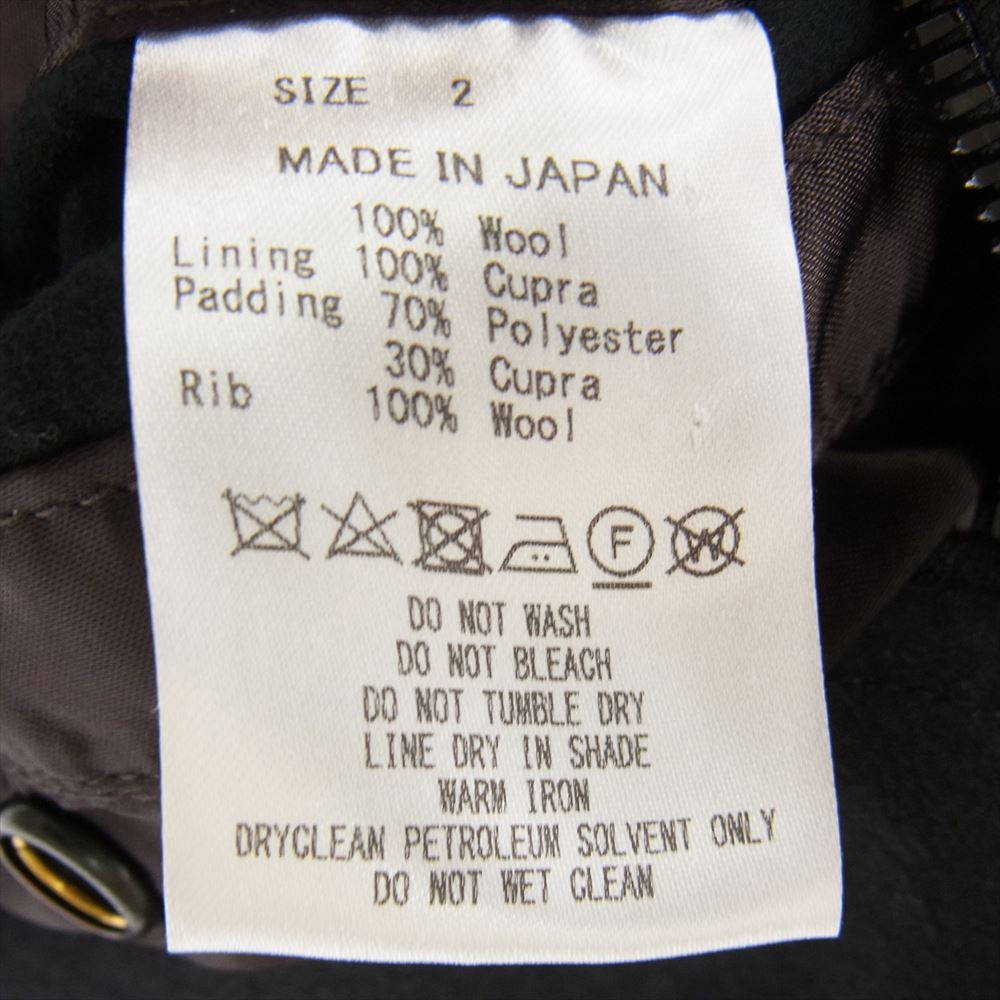 SIZE 2
MADE IN JAPAN
100% Wool
Lining 100% Cupra
Padding 70% Polyester
30% Cupra
Rib 100% Wool
F W
DO NOT WASH
DO NOT BLEACH
DO NOT TUMBLE DRY
LINE DRY IN SHADE
WARM IRON
DRYCLEAN PETROLEUM SOLVENT ONLY
DO NOT WET CLEAN